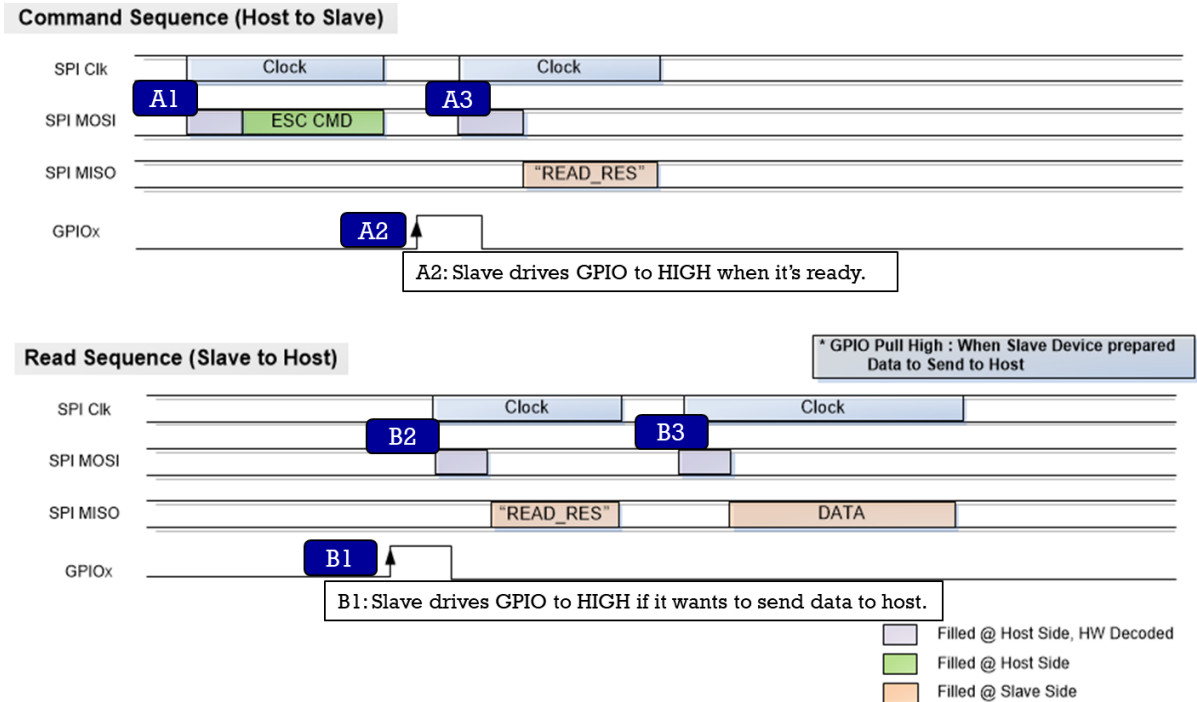 Command Sequence (Host to Slave)
SPI Clk
Clock
Clock
A1
A3
SPI MOSI
ESC CMD
SPI MISO
“READ_RES”
GPIOx
A2
A2: Slave drives GPIO to HIGH when it’s ready.
Read Sequence (Slave to Host)
* GPIO Pull High : When Slave Device prepared
Data to Send to Host
SPI Clk
Clock
Clock
B2
B3
SPI MOSI
SPI MISO
“READ_RES”
DATA
GPIOx
B1
B1: Slave drives GPIO to HIGH if it wants to send data to host.
Filled @ Host Side, HW Decoded
Filled @ Host Side
Filled @ Slave Side